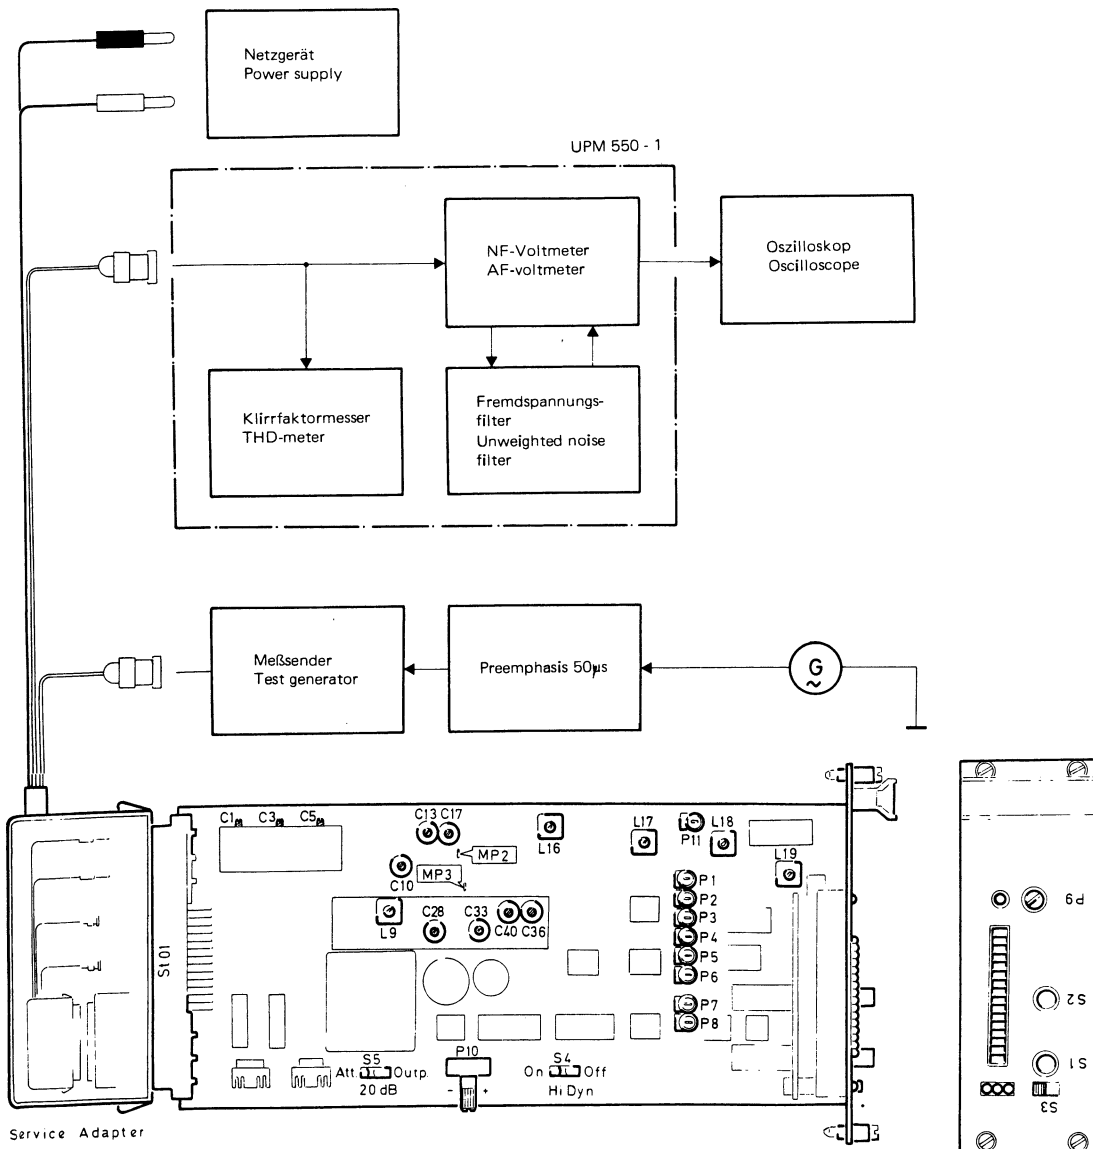 Netzgerät
Power supply
UPM 550 - 1
NF-Voltmeter
AF-voltmeter
Oszilloskop
Oscilloscope
Klirrfaktormesser
THD-meter
Fremdspannungs-
filter
Unweighted noise
filter
Meßsender
Test generator
Preemphasis 50µs
G
~
C1
C3
C5
C13 C17
L16
L17
P11
L18
L19
MP2
MP3
C10
L9
C28
C33
C40
C36
P1
P2
P3
P4
P5
P6
P7
P8
St 01
S5
Att.
Outp.
20 dB
P10
- +
S4
On
Off
Hi Dyn
P9
S2
S1
S3
Service Adapter